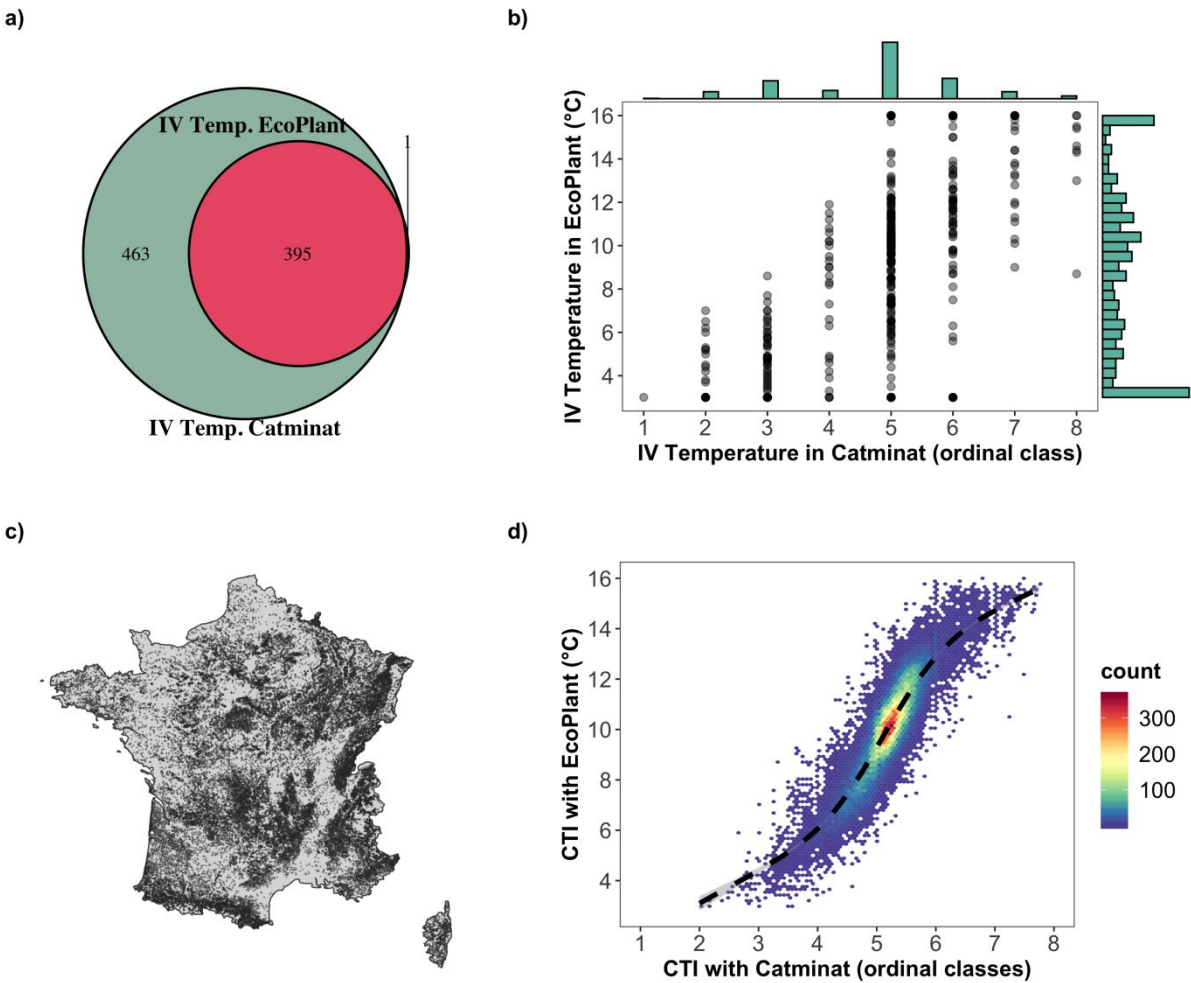 a)
IV Temp. EcoPlant
1
463
395
IV Temp. Catminat
b)
IV Temperature in EcoPlant (°C)
16
14
12
10
8
6
4
1 2 3 4 5 6 7 8
IV Temperature in Catminat (ordinal class)
c)
d)
CTI with EcoPlant (°C)
16
14
12
10
8
6
4
1 2 3 4 5 6 7 8
CTI with Catminat (ordinal classes)
count
300
200
100